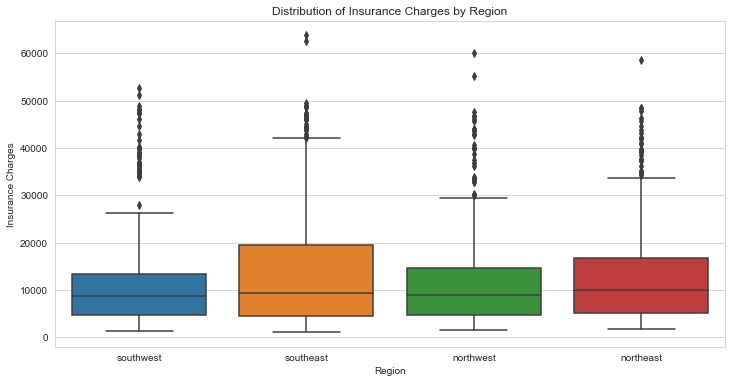 Distribution of Insurance Charges by Region
Insurance Charges
60000
50000
40000
30000
20000
10000
0
southwest southeast northwest northeast
Region